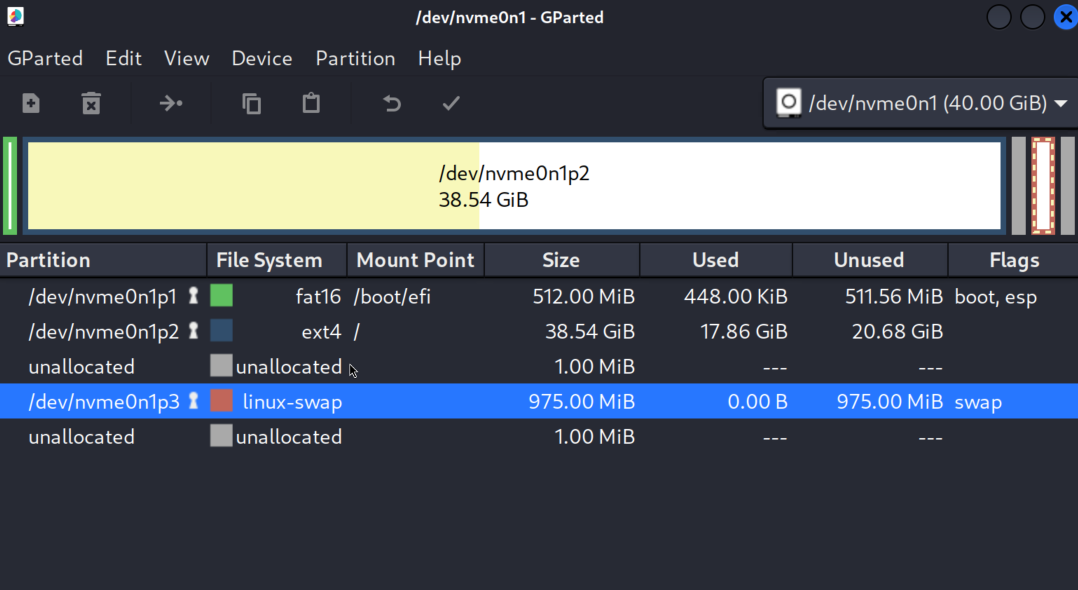 /dev/nvme0n1 - GParted
GParted Edit View Device Partition Help
/dev/nvme0n1 (40.00 GiB)
/dev/nvme0n1p2
38.54 GiB
Partition File System Mount Point Size Used Unused Flags
/dev/nvme0n1p1 fat16 /boot/efi 512.00 MiB 448.00 KiB 511.56 MiB boot, esp
/dev/nvme0n1p2 ext4 / 38.54 GiB 17.86 GiB 20.68 GiB
unallocated unallocated 1.00 MiB --- ---
/dev/nvme0n1p3 linux-swap 975.00 MiB 0.00 B 975.00 MiB swap
unallocated unallocated 1.00 MiB --- ---